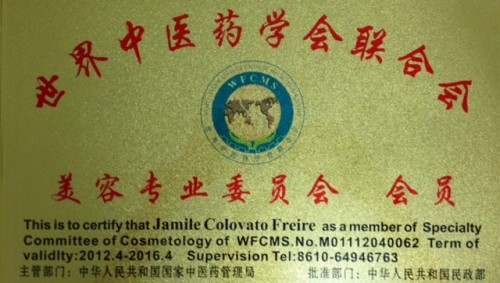 世界中医药学会联合会
WFCMS
美容专业委员会 会员
This is to certify that Jamile Colovato Freire as a member of Specialty
Committee of Cosmetology of WFCMS.No.M01112040062 Term of
validlty:2012.4-2016.4 Supervision Tel:8610-64946763
主管部门：中华人民共和国国家中医药管理局 批准部门：中华人民共和国民政部